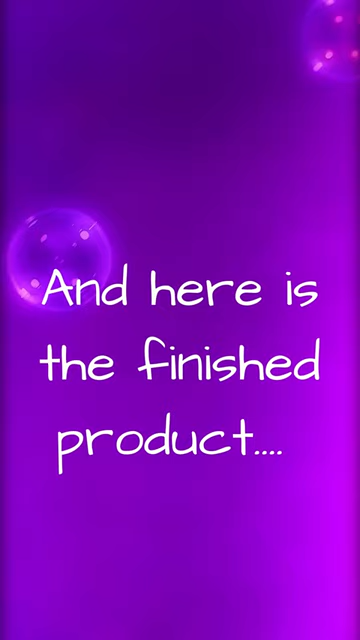 And here is
the finished
product....